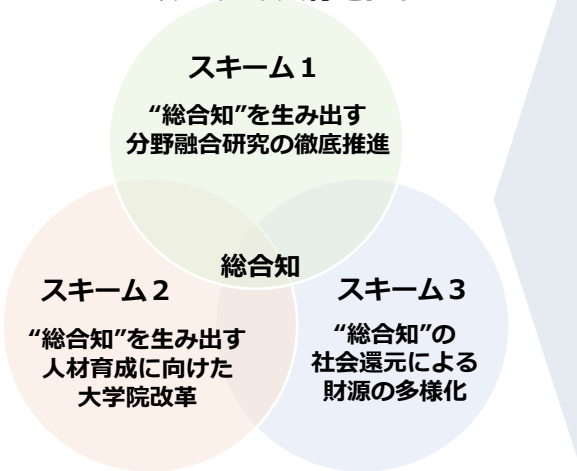 スキーム１
“総合知”を生み出す
分野融合研究の徹底推進
総合知
スキーム２
“総合知”を生み出す
人材育成に向けた
大学院改革
スキーム３
“総合知”の
社会還元による
財源の多様化